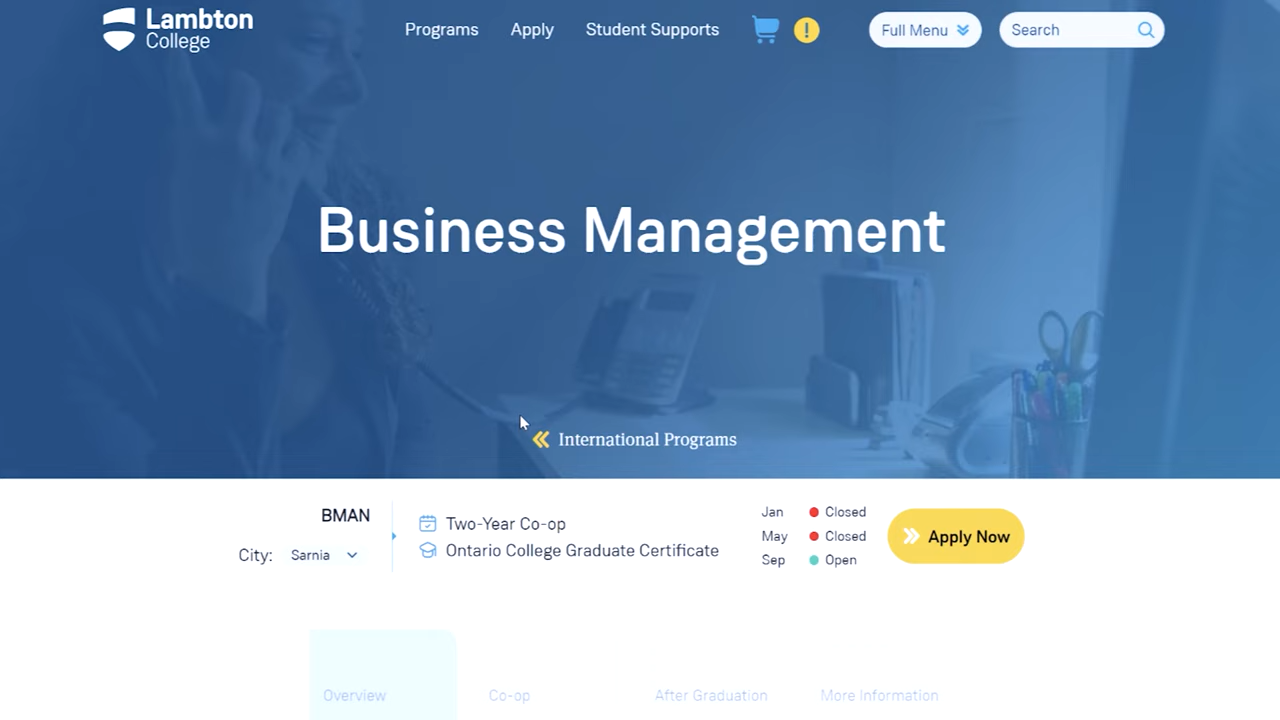 Lambton
College
Programs
Apply
Student Supports
!
Full Menu
Search
Business Management
International Programs
BMAN
City: Sarnia
Two-Year Co-op
Ontario College Graduate Certificate
Jan Closed
May Closed
Sep Open
Apply Now
Overview
Co-op
After Graduation
More Information